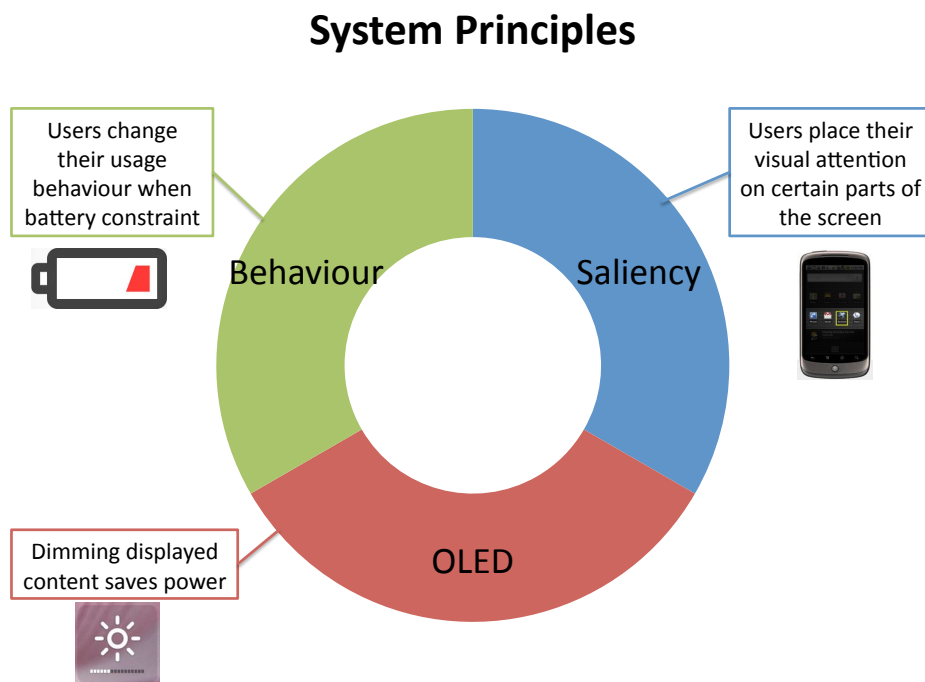 System Principles
Users change
their usage
behaviour when
battery constraint
Users place their
visual attention
on certain parts of
the screen
Behaviour
Saliency
OLED
Dimming displayed
content saves power